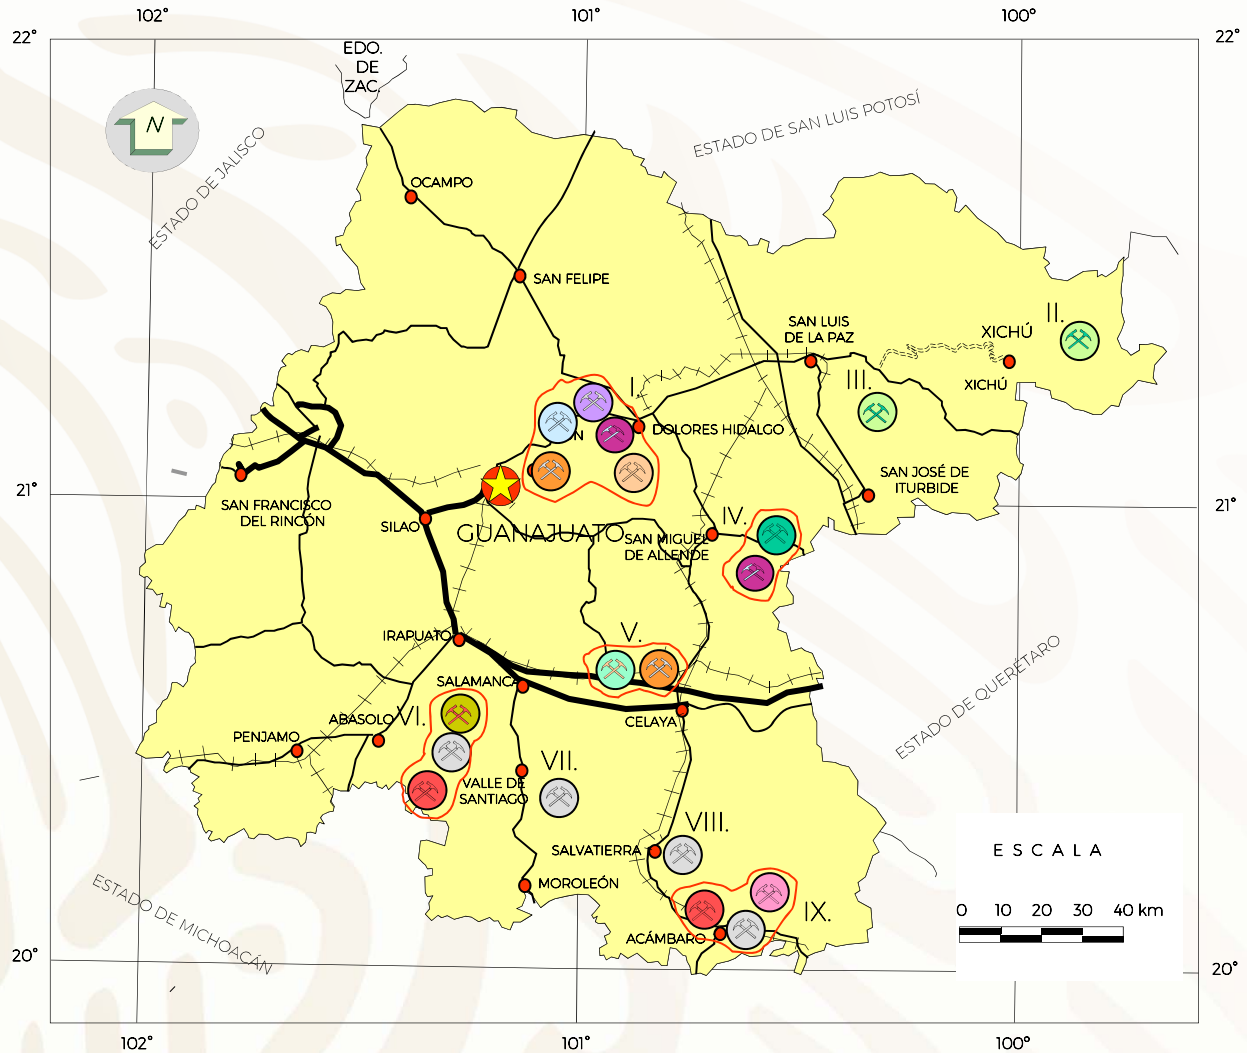 102°
101°
100°
22°
22°
EDO.
DE
ZAC.
N
ESTADO DE JALISCO
ESTADO DE SAN LUIS POTOSÍ
OCAMPO
SAN FELIPE
SAN LUIS
DE LA PAZ
XICHÚ
II.
XICHÚ
III.
I.
DOLORES HIDALGO
N
21°
SAN FRANCISCO
DEL RINCÓN
SILAO
GUANAJUATO
SAN MIGUEL
DE ALLENDE
IV.
SAN JOSÉ DE
ITURBIDE
21°
IRAPUATO
V.
SALAMANCA
CELAYA
ESTADO DE QUERÉTARO
ABASOLO
VI.
PENJAMO
VALLE DE
SANTIAGO
VII.
VIII.
SALVATIERRA
MOROLEÓN
IX.
ACÁMBARO
ESTADO DE MICHOACÁN
ESCALA
0 10 20 30 40 km
20°
20°
102°
101°
100°